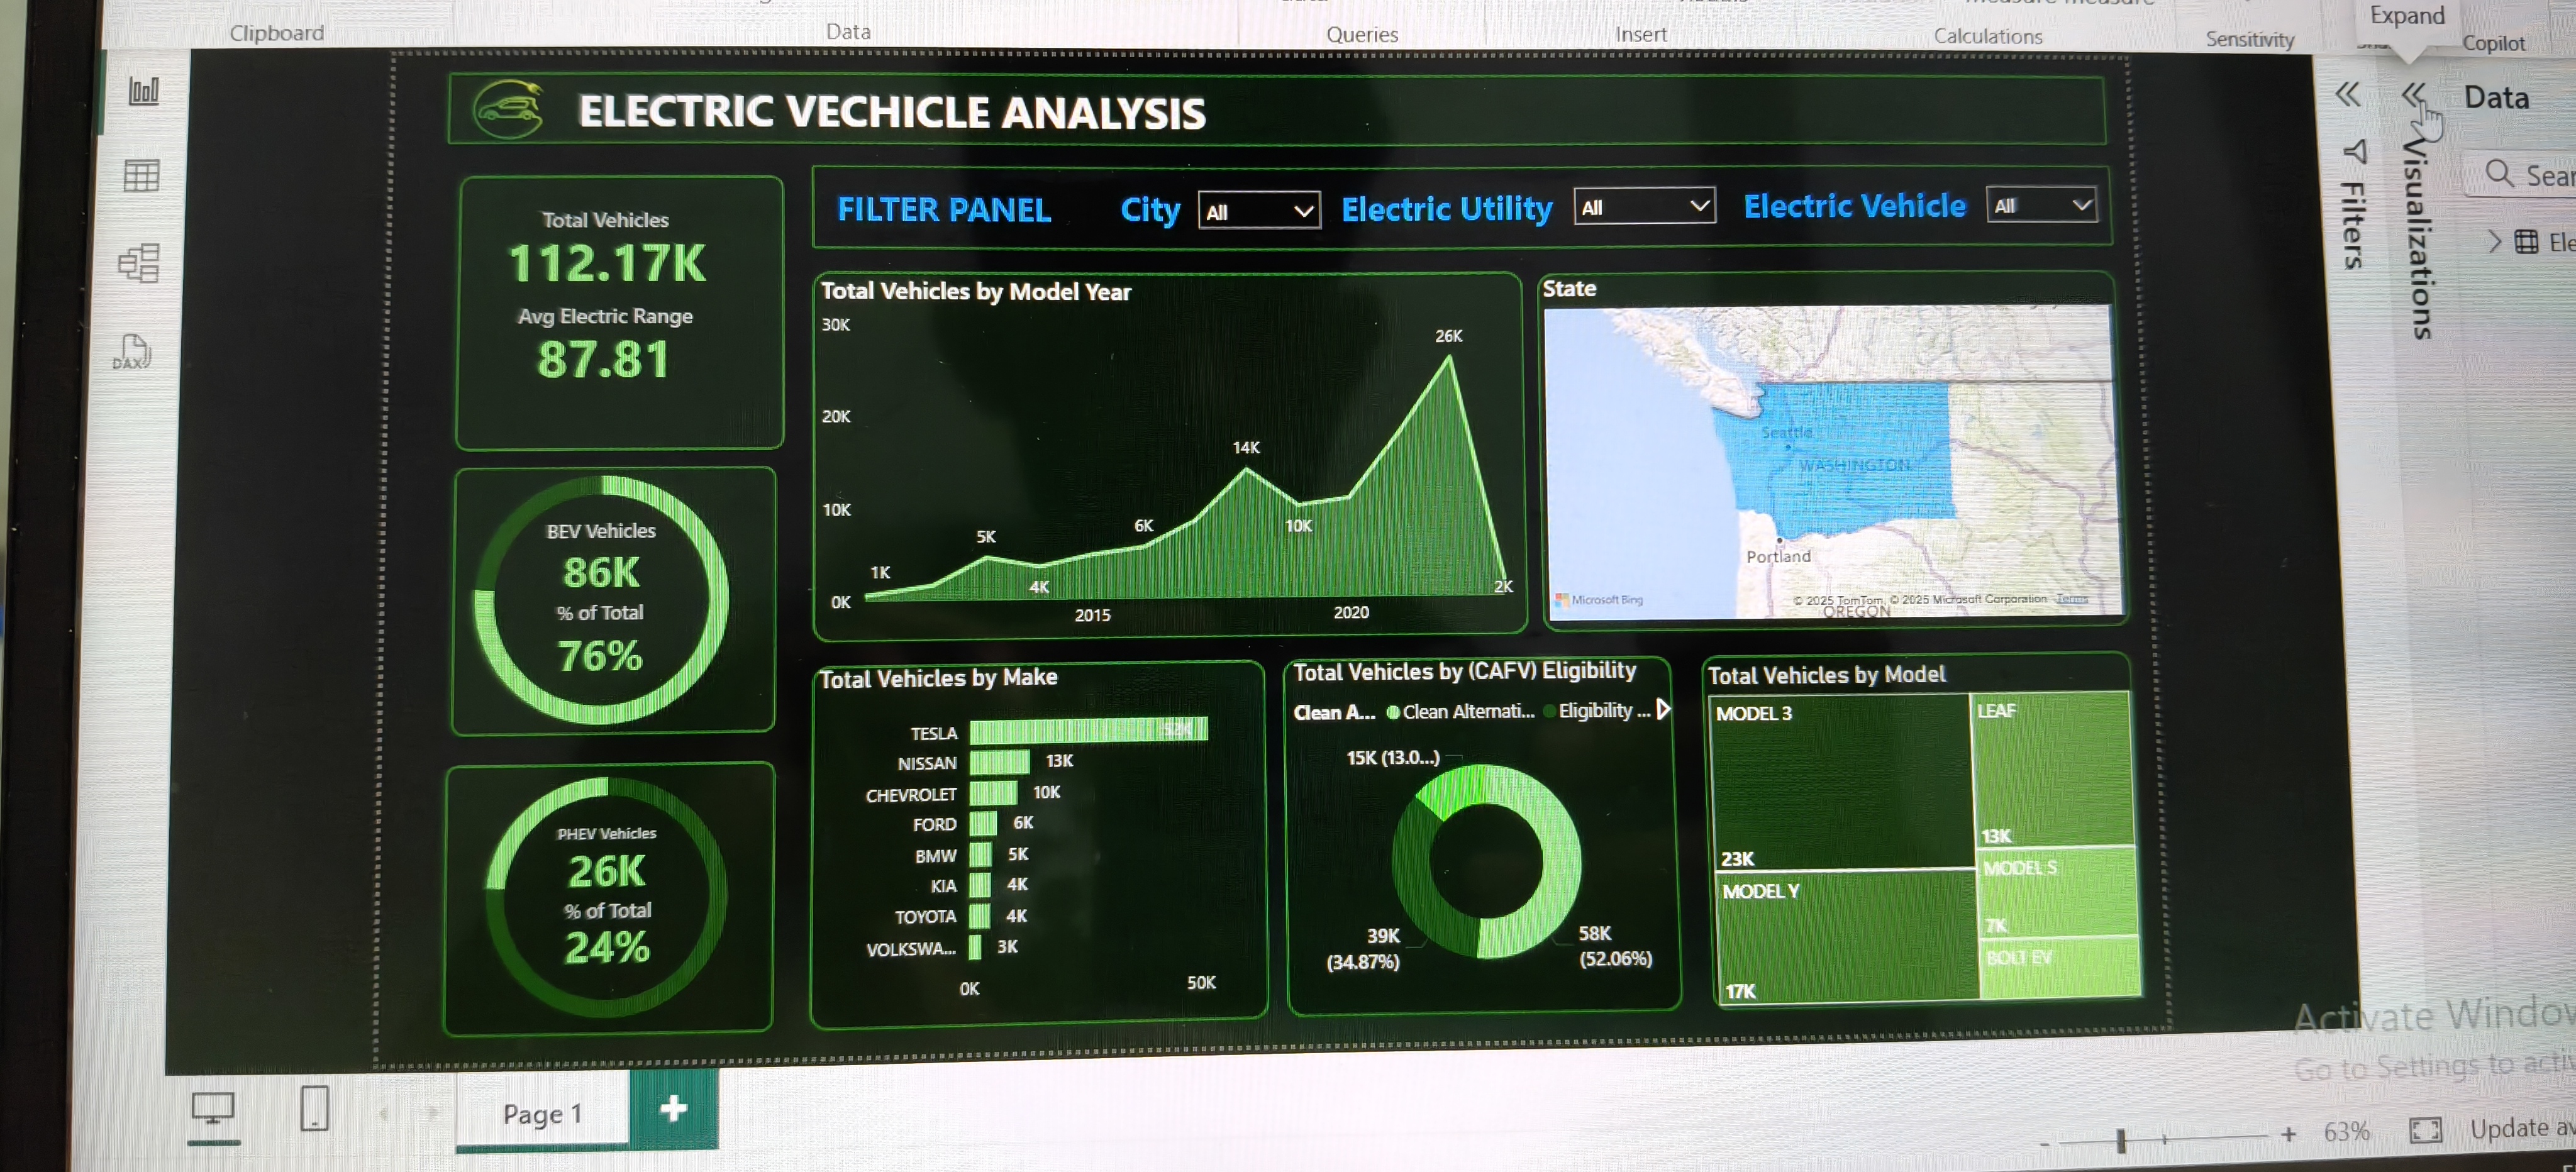 Clipboard
Data
Queries
Insert
Calculations
Sensitivity
Expand
Copilot
ELECTRIC VECHICLE ANALYSIS
Data
Total Vehicles
112.17K
Avg Electric Range
87.81
FILTER PANEL
City
All
Electric Utility
All
Electric Vehicle
All
Filters
Visualizations
Sear
Ele
DAX
Total Vehicles by Model Year
30K
20K
10K
0K
1K
5K
4K
6K
14K
10K
26K
2K
2015
2020
State
Seattle
WASHINGTON
Portland
Microsoft Bing
© 2025 TomTom, © 2025 Microsoft Corporation Terms
OREGON
BEV Vehicles
86K
% of Total
76%
PHEV Vehicles
26K
% of Total
24%
Total Vehicles by Make
TESLA 52K
NISSAN 13K
CHEVROLET 10K
FORD 6K
BMW 5K
KIA 4K
TOYOTA 4K
VOLKSWA... 3K
0K 50K
Total Vehicles by (CAFV) Eligibility
Clean A... Clean Alternati... Eligibility ...
15K (13.0...)
39K
(34.87%)
58K
(52.06%)
Total Vehicles by Model
MODEL 3
23K
MODEL Y
17K
LEAF
13K
MODEL S
7K
BOLT EV
Activate Window
Go to Settings to activ
Page 1
63%
Update av